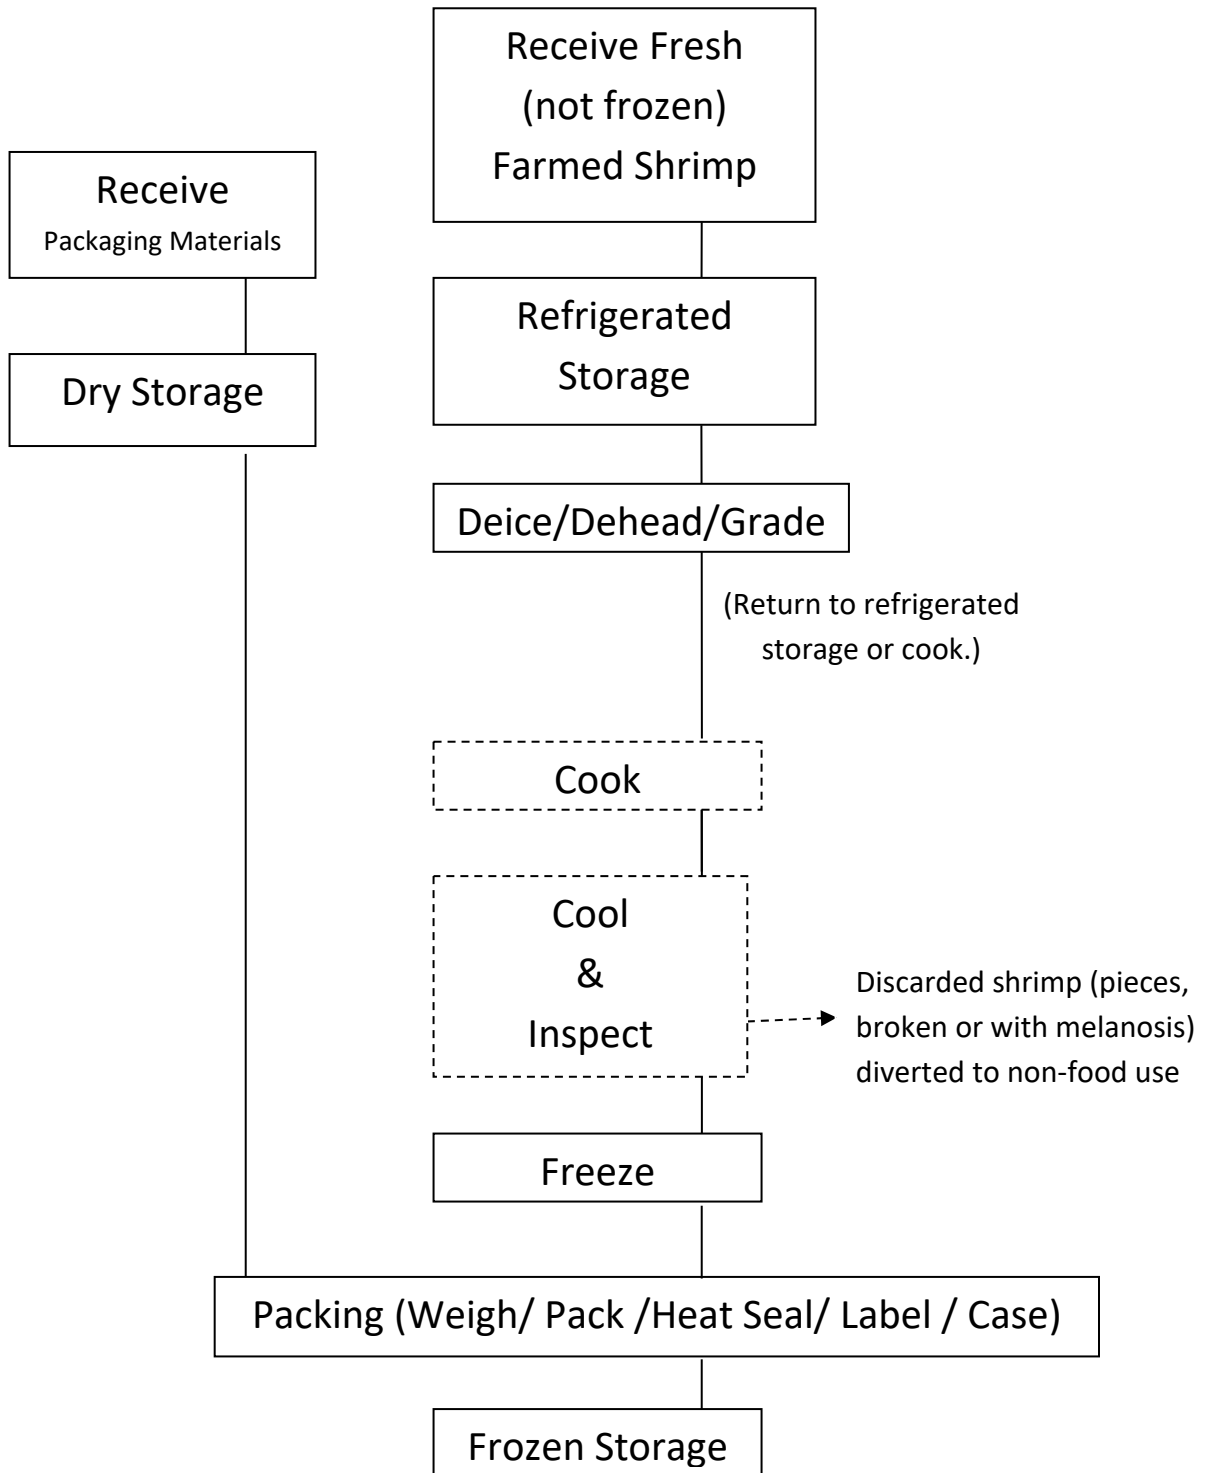 Receive Fresh
(not frozen)
Farmed Shrimp
Receive
Packaging Materials
Refrigerated
Storage
Dry Storage
Deice/Dehead/Grade
(Return to refrigerated
storage or cook.)
Cook
Cool
&
Inspect
Discarded shrimp (pieces,
broken or with melanosis)
diverted to non-food use
Freeze
Packing (Weigh/ Pack /Heat Seal/ Label / Case)
Frozen Storage